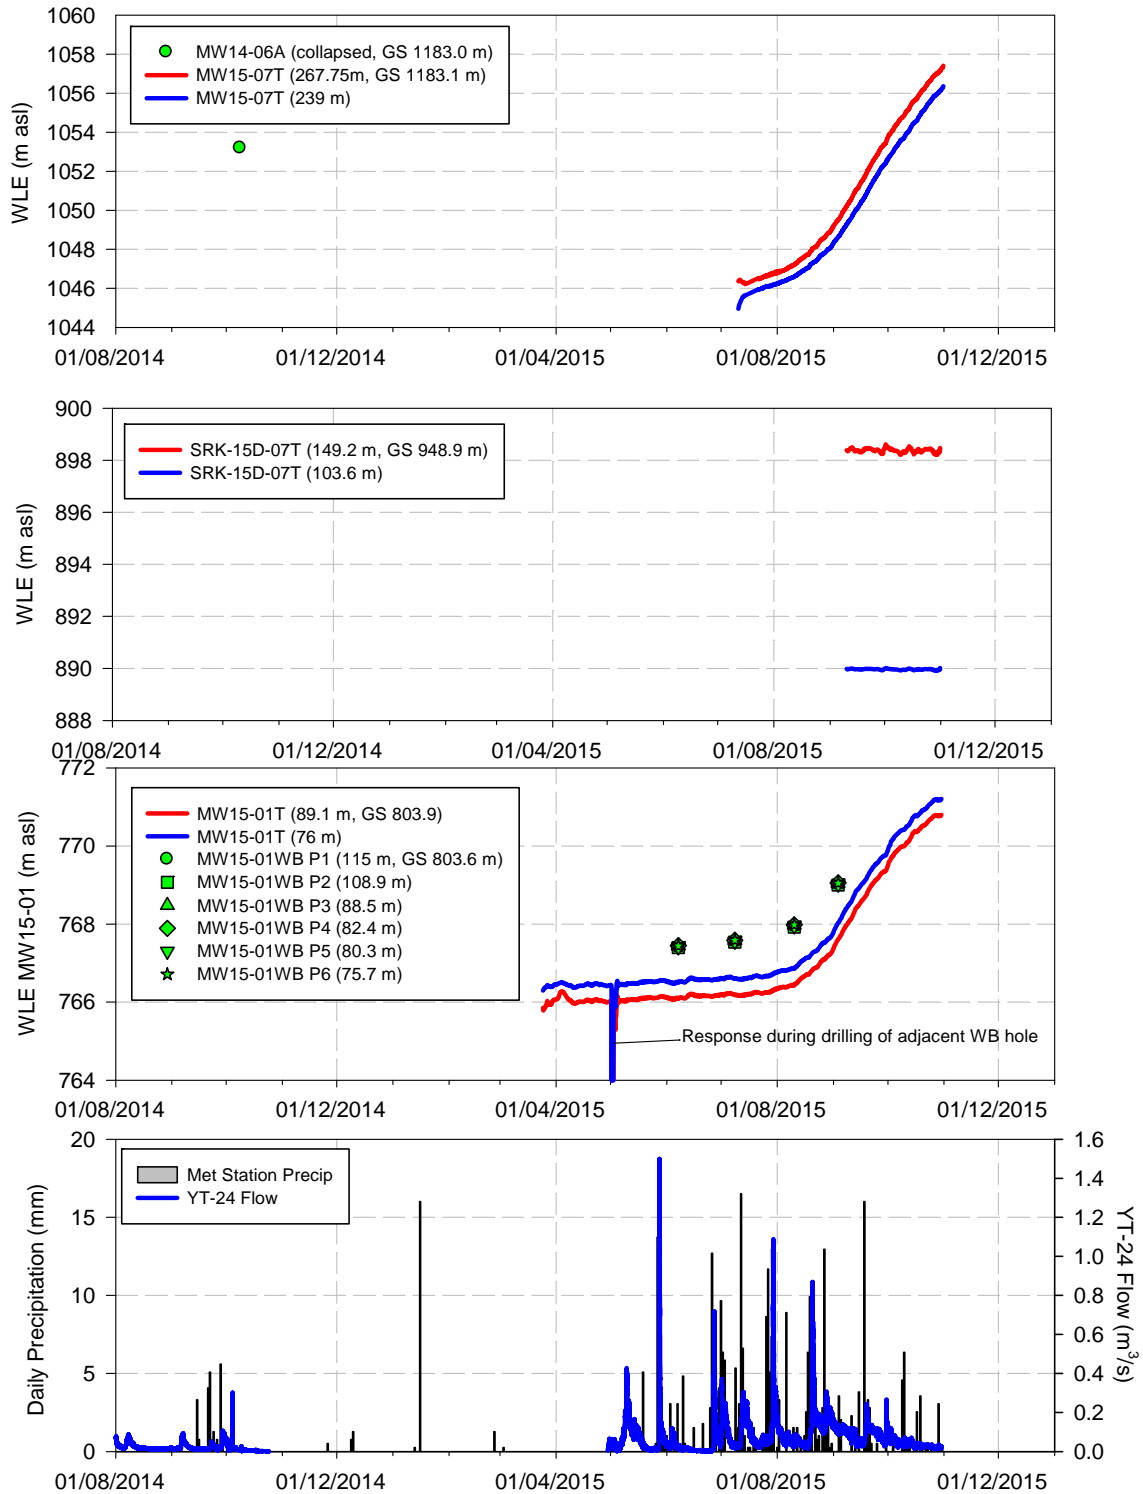 1060
1058
1056
1054
1052
1050
1048
1046
1044
WLE (m asl)
MW14-06A (collapsed, GS 1183.0 m)
MW15-07T (267.75m, GS 1183.1 m)
MW15-07T (239 m)
01/08/2014 01/12/2014 01/04/2015 01/08/2015 01/12/2015
900
898
896
894
892
890
888
WLE (m asl)
SRK-15D-07T (149.2 m, GS 948.9 m)
SRK-15D-07T (103.6 m)
01/08/2014 01/12/2014 01/04/2015 01/08/2015 01/12/2015
772
770
768
766
764
WLE MW15-01 (m asl)
MW15-01T (89.1 m, GS 803.9)
MW15-01T (76 m)
MW15-01WB P1 (115 m, GS 803.6 m)
MW15-01WB P2 (108.9 m)
MW15-01WB P3 (88.5 m)
MW15-01WB P4 (82.4 m)
MW15-01WB P5 (80.3 m)
MW15-01WB P6 (75.7 m)
Response during drilling of adjacent WB hole
01/08/2014 01/12/2014 01/04/2015 01/08/2015 01/12/2015
20
15
10
5
0
Daily Precipitation (mm)
Met Station Precip
YT-24 Flow
1.6
1.4
1.2
1.0
0.8
0.6
0.4
0.2
0.0
YT-24 Flow (m³/s)
01/08/2014 01/12/2014 01/04/2015 01/08/2015 01/12/2015